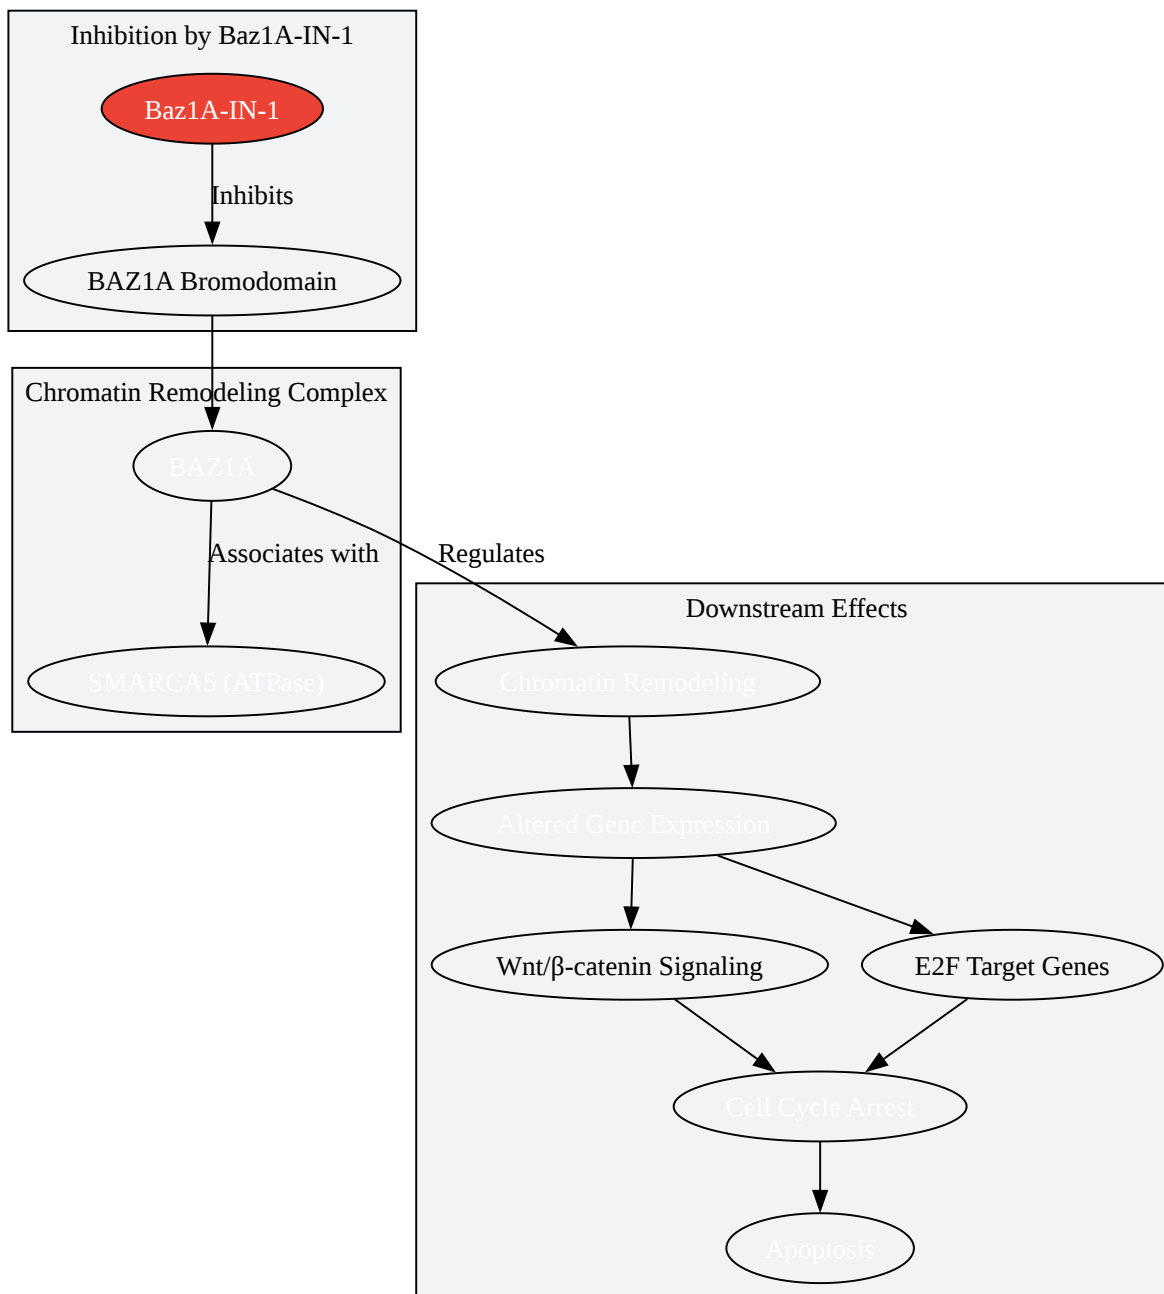 Inhibition by Baz1A-IN-1
Baz1A-IN-1
Inhibits
BAZ1A Bromodomain
Chromatin Remodeling Complex
BAZ1A
Associates with
Regulates
SMARCA5 (ATPase)
Downstream Effects
Chromatin Remodeling
Altered Gene Expression
Wnt/β-catenin Signaling
E2F Target Genes
Cell Cycle Arrest
Apoptosis